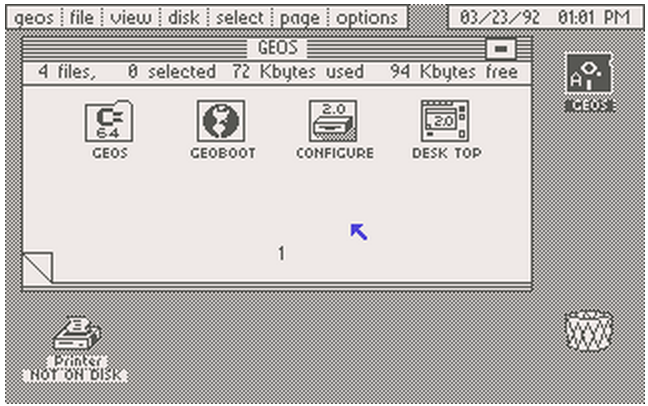 geos file view disk select page options
03/23/92 01:01 PM
GEOS
4 files, 0 selected 72 Kbytes used 94 Kbytes free
C= 64
2.0
2.0
GEOS GEOBOOT CONFIGURE DESK TOP
1
A
GEOS
Printer
NOT ON DISK